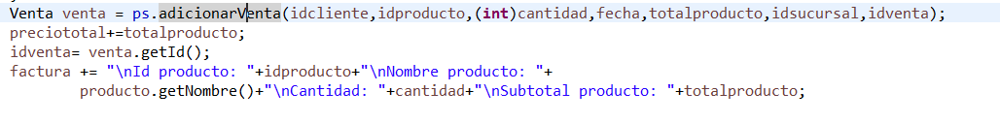 Venta venta = ps.adicionarVenta(idcliente,idproducto,(int)cantidad,fecha,totalproducto,idsucursal,idventa);
preciototal+=totalproducto;
idventa= venta.getId();
factura += "\nId producto: "+idproducto+"\nNombre producto: "+
producto.getNombre()+"\nCantidad: "+cantidad+"\nSubtotal producto: "+totalproducto;